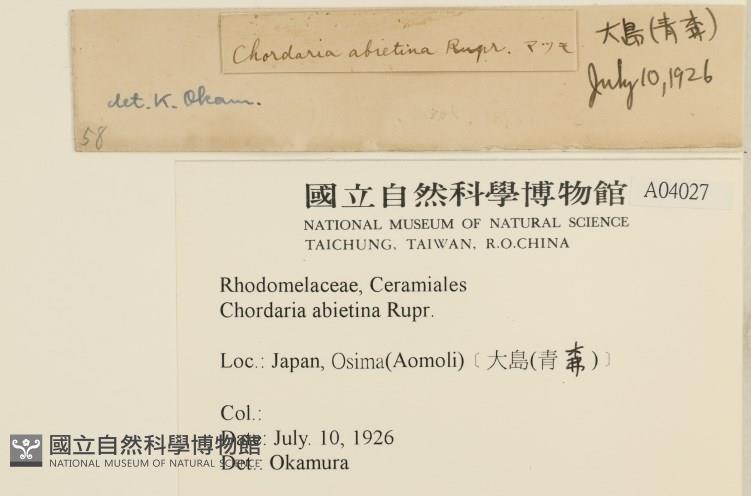 Chordaria abietina Rupr. マツモ
大島(青森)
July 10, 1926
det. K. Okam.
58
國立自然科學博物館
A04027
NATIONAL MUSEUM OF NATURAL SCIENCE
TAICHUNG, TAIWAN, R.O.CHINA
Rhodomelaceae, Ceramiales
Chordaria abietina Rupr.
Loc.: Japan, Osima(Aomoli)〔大島(青森)〕
Col.:
Date: July. 10, 1926
Det.: Okamura
國立自然科學博物館
NATIONAL MUSEUM OF NATURAL SCIENCE